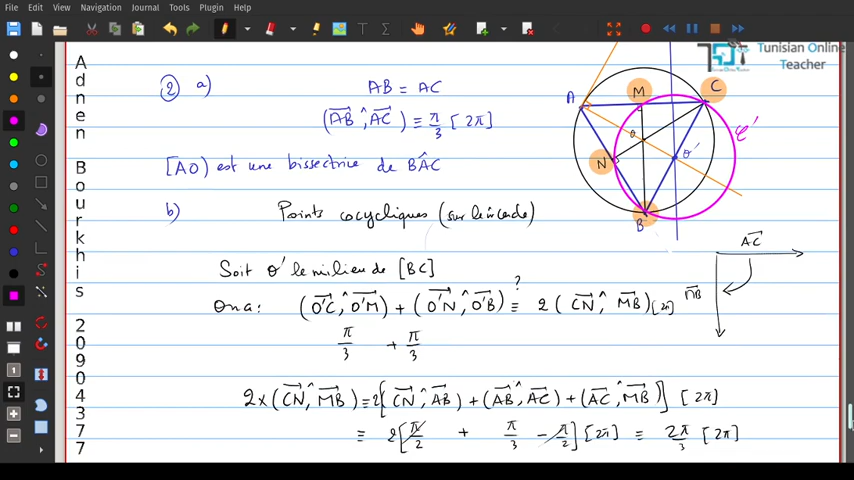 File Edit View Navigation Journal Tools Plugin Help
Tunisian Online
Teacher
Adnen Bourkhis 20904377
② a) AB = AC
(AB^→,^ AC^→) ≡ π/3 [2π]
[AO) est une bissectrice de BÂC
b) Points cocycliques (sur le m̂ cercle)
Soit O' le milieu de [BC]
On a : (O'C^→,^ O'M^→) + (O'N^→,^ O'B^→) ≡ ? 2 (CN^→,^ MB^→) [2π]
π/3 + π/3
2 × (CN^→,^ MB^→) ≡ 2[(CN^→,^ AB^→) + (AB^→,^ AC^→) + (AC^→,^ MB^→)] [2π]
≡ 2[π/2 + π/3 - π/2] [2π] ≡ 2π/3 [2π]
A
M
C
O
N
O'
B
𝒞'
AC^→
MB^→
1